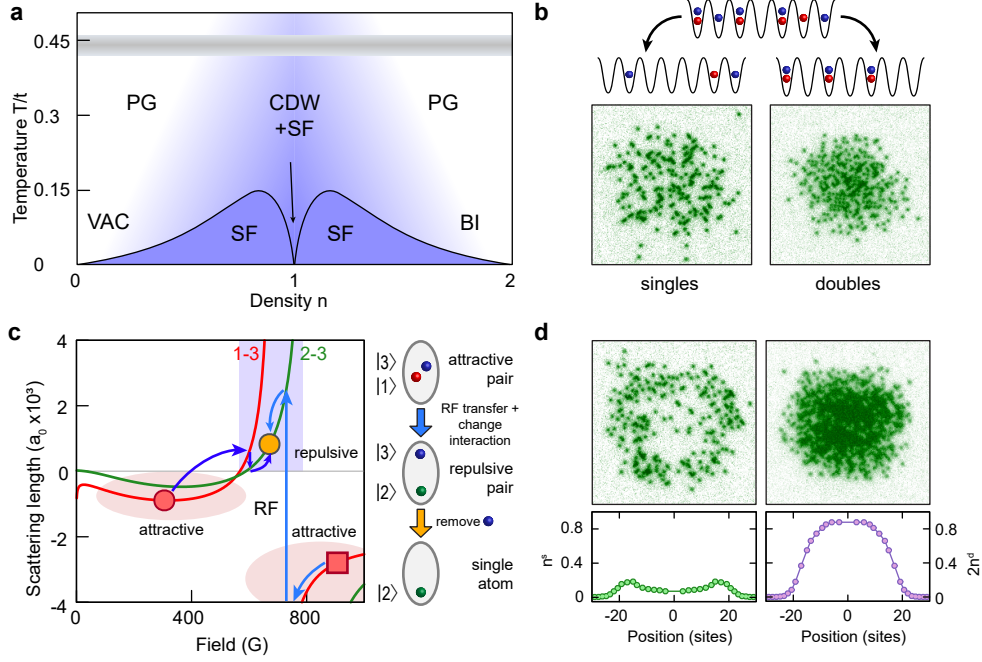 a
Temperature T/t
0.45
0.3
0.15
0
PG
CDW
+SF
PG
VAC
SF
SF
BI
0
1
2
Density n
b
singles
doubles
c
Scattering length (a₀ x10³)
4
2
0
-2
-4
1-3
2-3
repulsive
attractive
RF
attractive
0
400
800
Field (G)
|3⟩
|1⟩
attractive
pair
RF transfer +
change
interaction
|3⟩
|2⟩
repulsive
pair
remove
|2⟩
single
atom
d
nˢ
0.8
0.4
0
-20
0
20
Position (sites)
0.8
0.4
0
2nᵈ
-20
0
20
Position (sites)